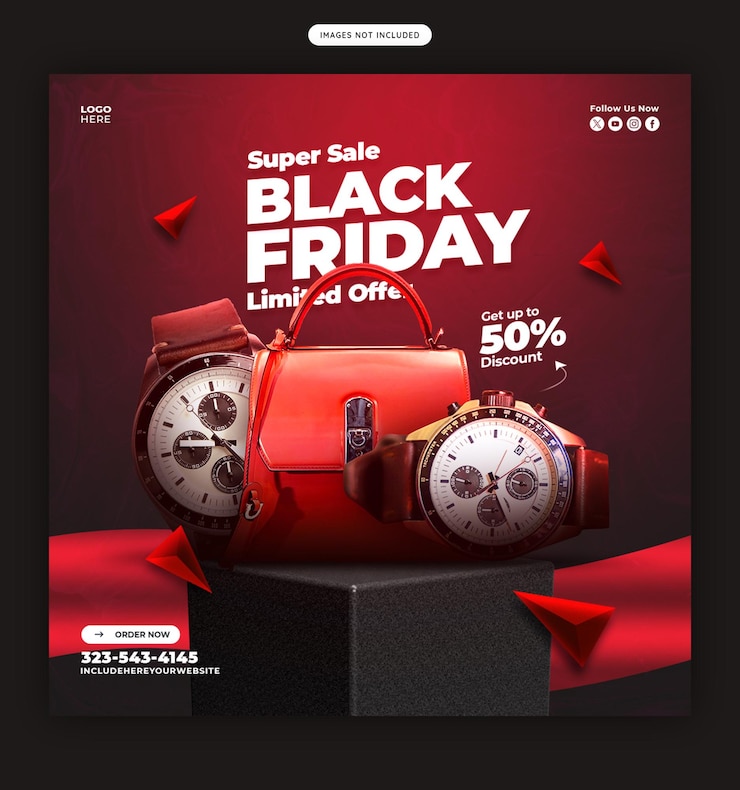 IMAGES NOT INCLUDED
LOGO
HERE
Follow Us Now
Super Sale
BLACK
FRIDAY
Limited Offer
Get up to
50%
Discount
ORDER NOW
323-543-4145
INCLUDEHEREYOURWEBSITE